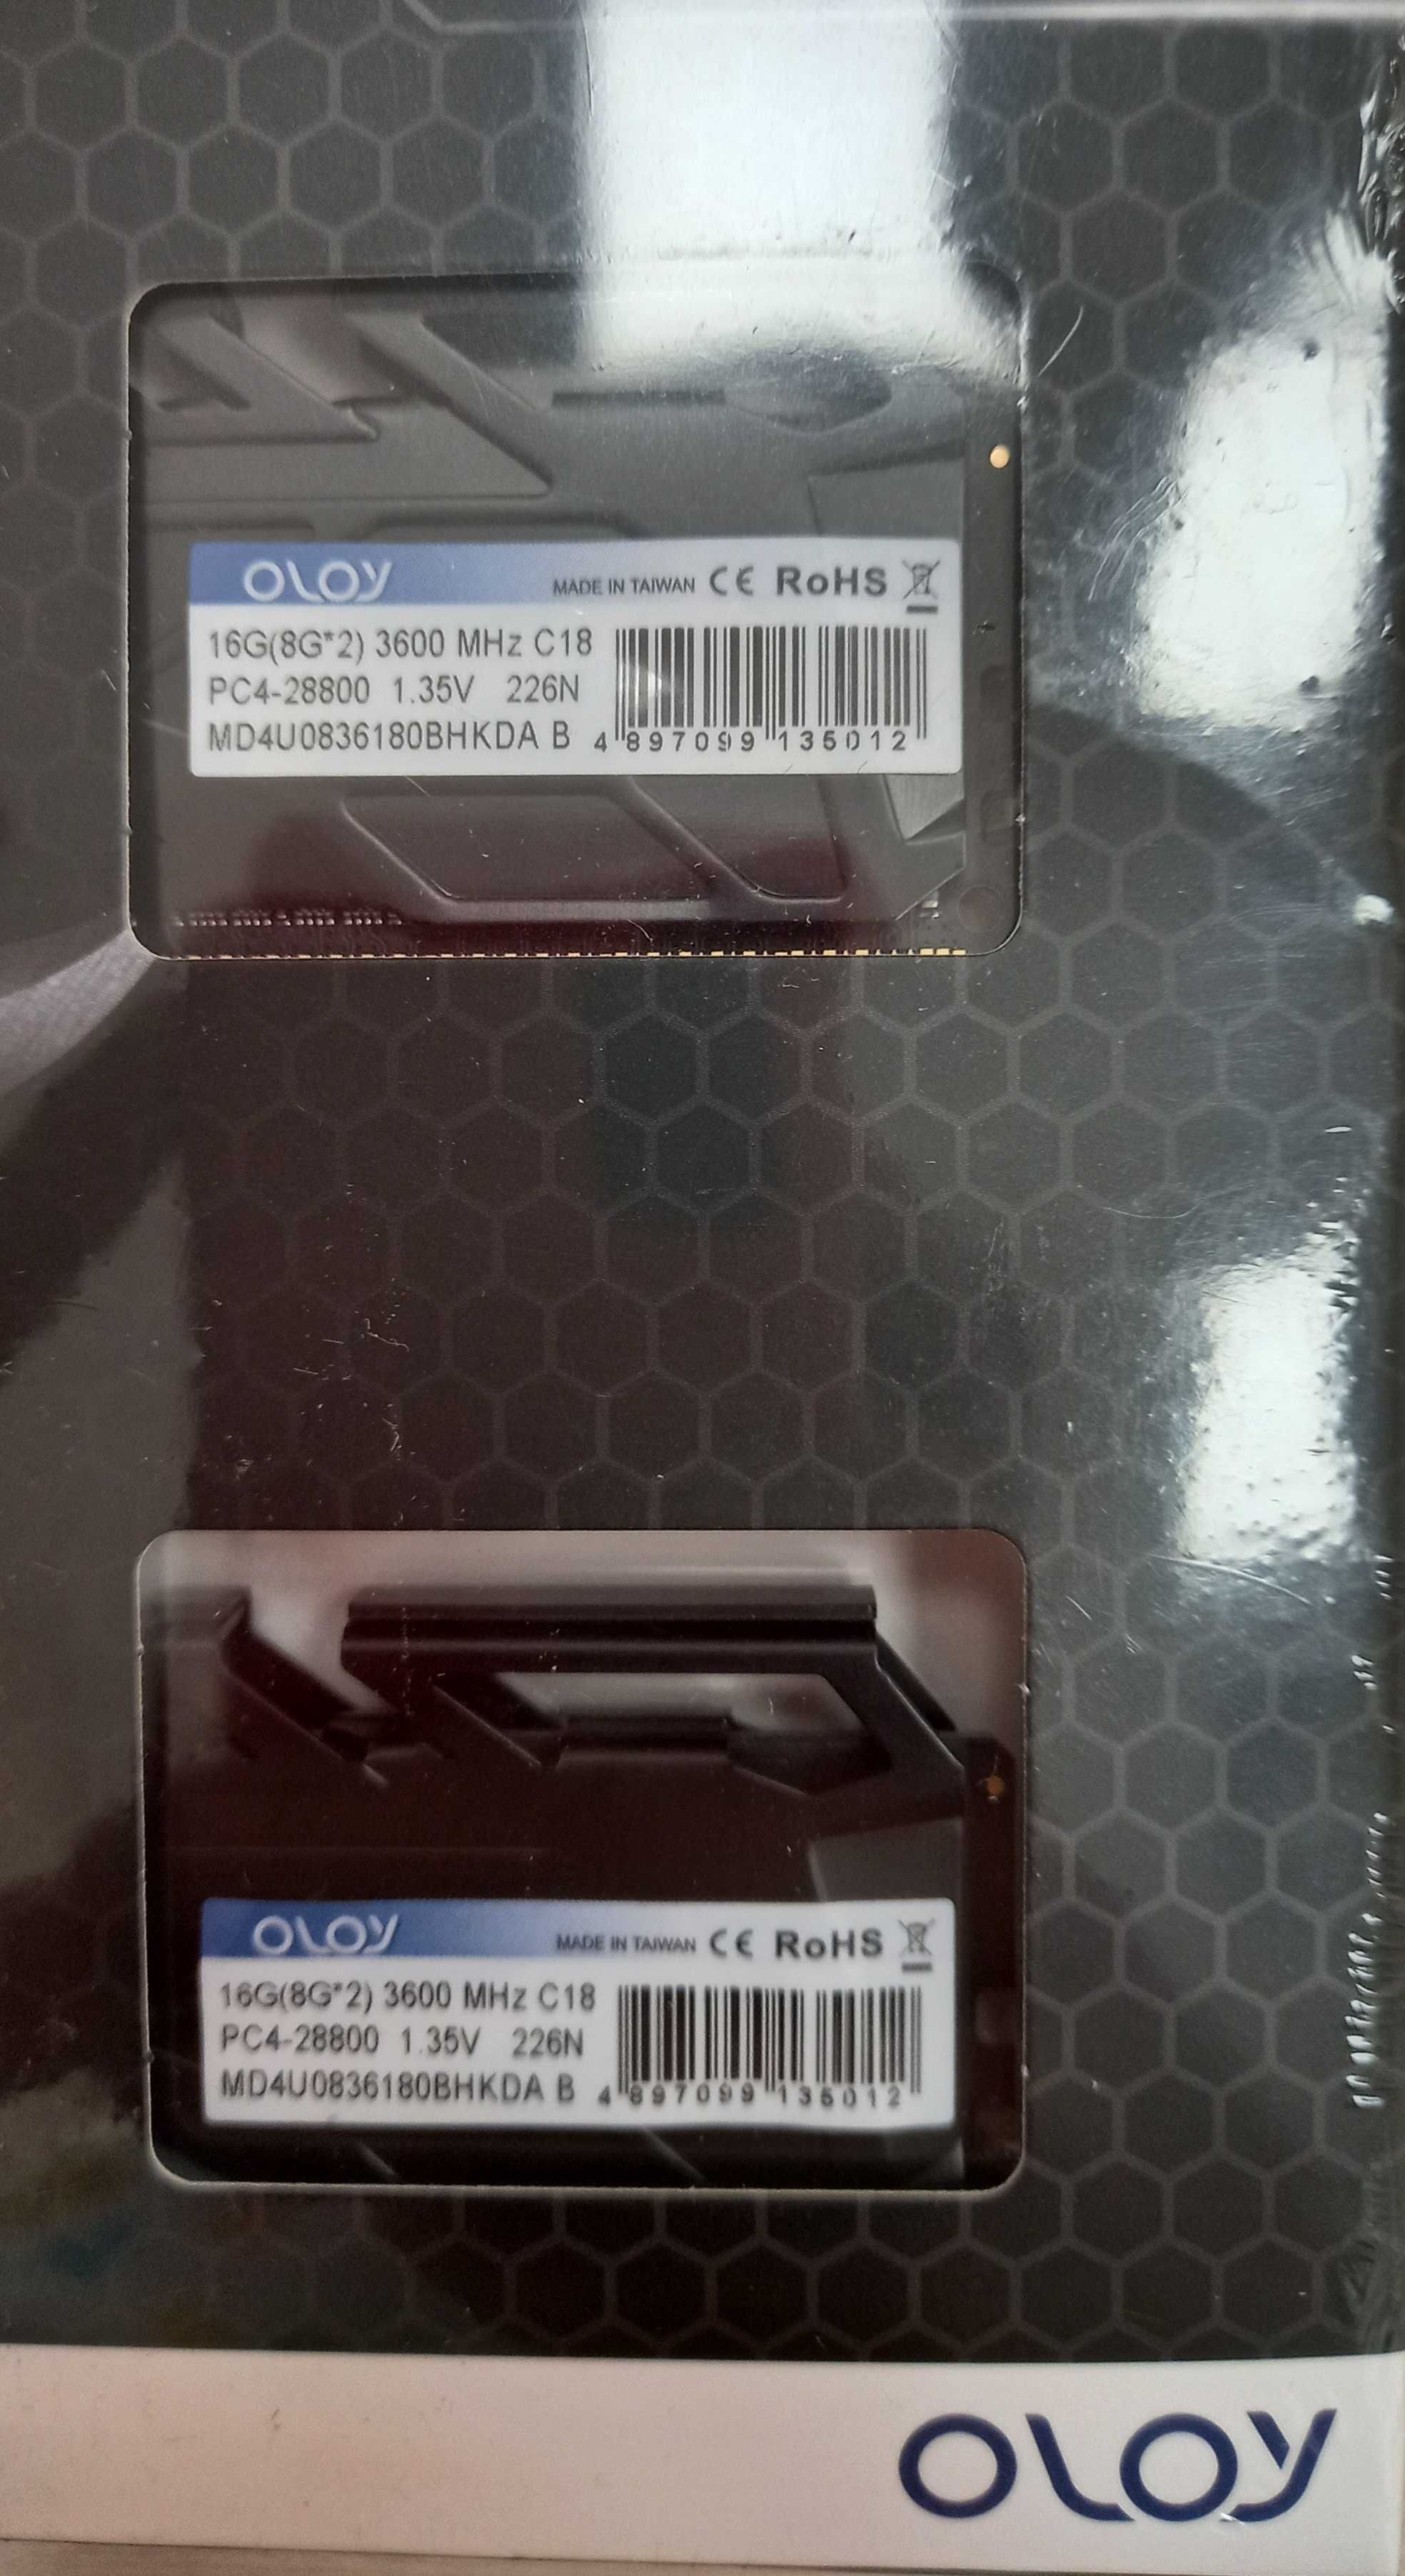 OLOY
MADE IN TAIWAN CE RoHS
16G(8G*2) 3600 MHz C18
PC4-28800 1.35V 226N
MD4U0836180BHKDA B
4 897099 135012
OLOY
MADE IN TAIWAN CE RoHS
16G(8G*2) 3600 MHz C18
PC4-28800 1.35V 226N
MD4U0836180BHKDA B
4 897099 135012
OLOY